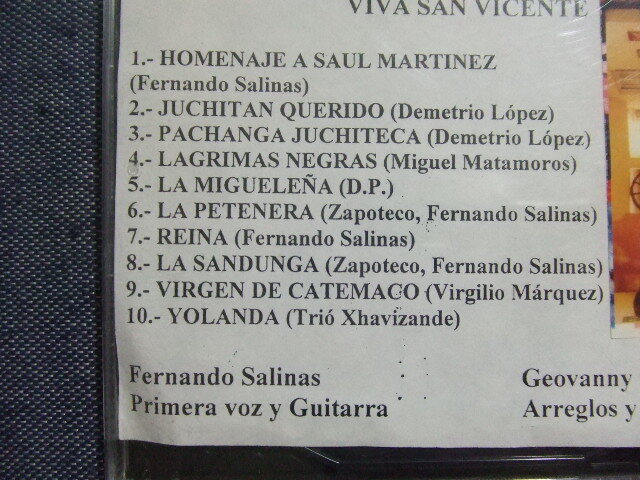 VIVA SAN VICENTE
1.- HOMENAJE A SAUL MARTINEZ
(Fernando Salinas)
2.- JUCHITAN QUERIDO (Demetrio López)
3.- PACHANGA JUCHITECA (Demetrio López)
4.- LAGRIMAS NEGRAS (Miguel Matamoros)
5.- LA MIGUELEÑA (D.P.)
6.- LA PETENERA (Zapoteco, Fernando Salinas)
7.- REINA (Fernando Salinas)
8.- LA SANDUNGA (Zapoteco, Fernando Salinas)
9.- VIRGEN DE CATEMACO (Virgilio Márquez)
10.- YOLANDA (Trió Xhavizande)
Fernando Salinas Geovanny
Primera voz y Guitarra Arreglos y